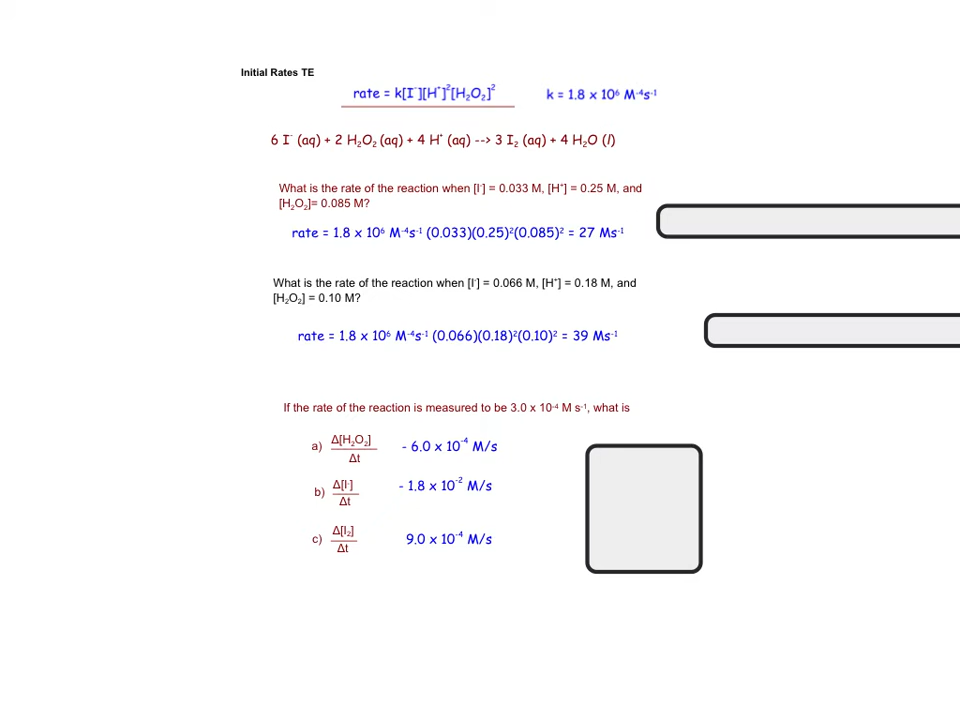 Initial Rates TE
rate = k[I⁻][H⁺]²[H₂O₂]² k = 1.8 x 10⁶ M⁻⁴s⁻¹
6 I⁻ (aq) + 2 H₂O₂ (aq) + 4 H⁺ (aq) --> 3 I₂ (aq) + 4 H₂O (l)
What is the rate of the reaction when [I⁻] = 0.033 M, [H⁺] = 0.25 M, and
[H₂O₂]= 0.085 M?
rate = 1.8 x 10⁶ M⁻⁴s⁻¹ (0.033)(0.25)²(0.085)² = 27 Ms⁻¹
What is the rate of the reaction when [I⁻] = 0.066 M, [H⁺] = 0.18 M, and
[H₂O₂] = 0.10 M?
rate = 1.8 x 10⁶ M⁻⁴s⁻¹ (0.066)(0.18)²(0.10)² = 39 Ms⁻¹
If the rate of the reaction is measured to be 3.0 x 10⁻⁴ M s⁻¹, what is
a) Δ[H₂O₂] - 6.0 x 10⁻⁴ M/s
Δt
b) Δ[I⁻] - 1.8 x 10⁻² M/s
Δt
c) Δ[I₂] 9.0 x 10⁻⁴ M/s
Δt